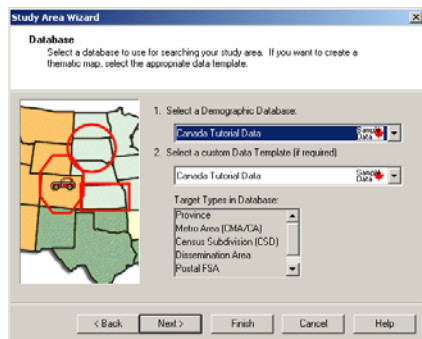 Study Area Wizard
Database
Select a database to use for searching your study area. If you want to create a
thematic map, select the appropriate data template.
1. Select a Demographic Database:
Canada Tutorial Data
Sample
Data
2. Select a custom Data Template (if required)
Canada Tutorial Data
Sample
Data
Target Types in Database:
Province
Metro Area (CMA/CA)
Census Subdivision (CSD)
Dissemination Area
Postal FSA
< Back
Next >
Finish
Cancel
Help